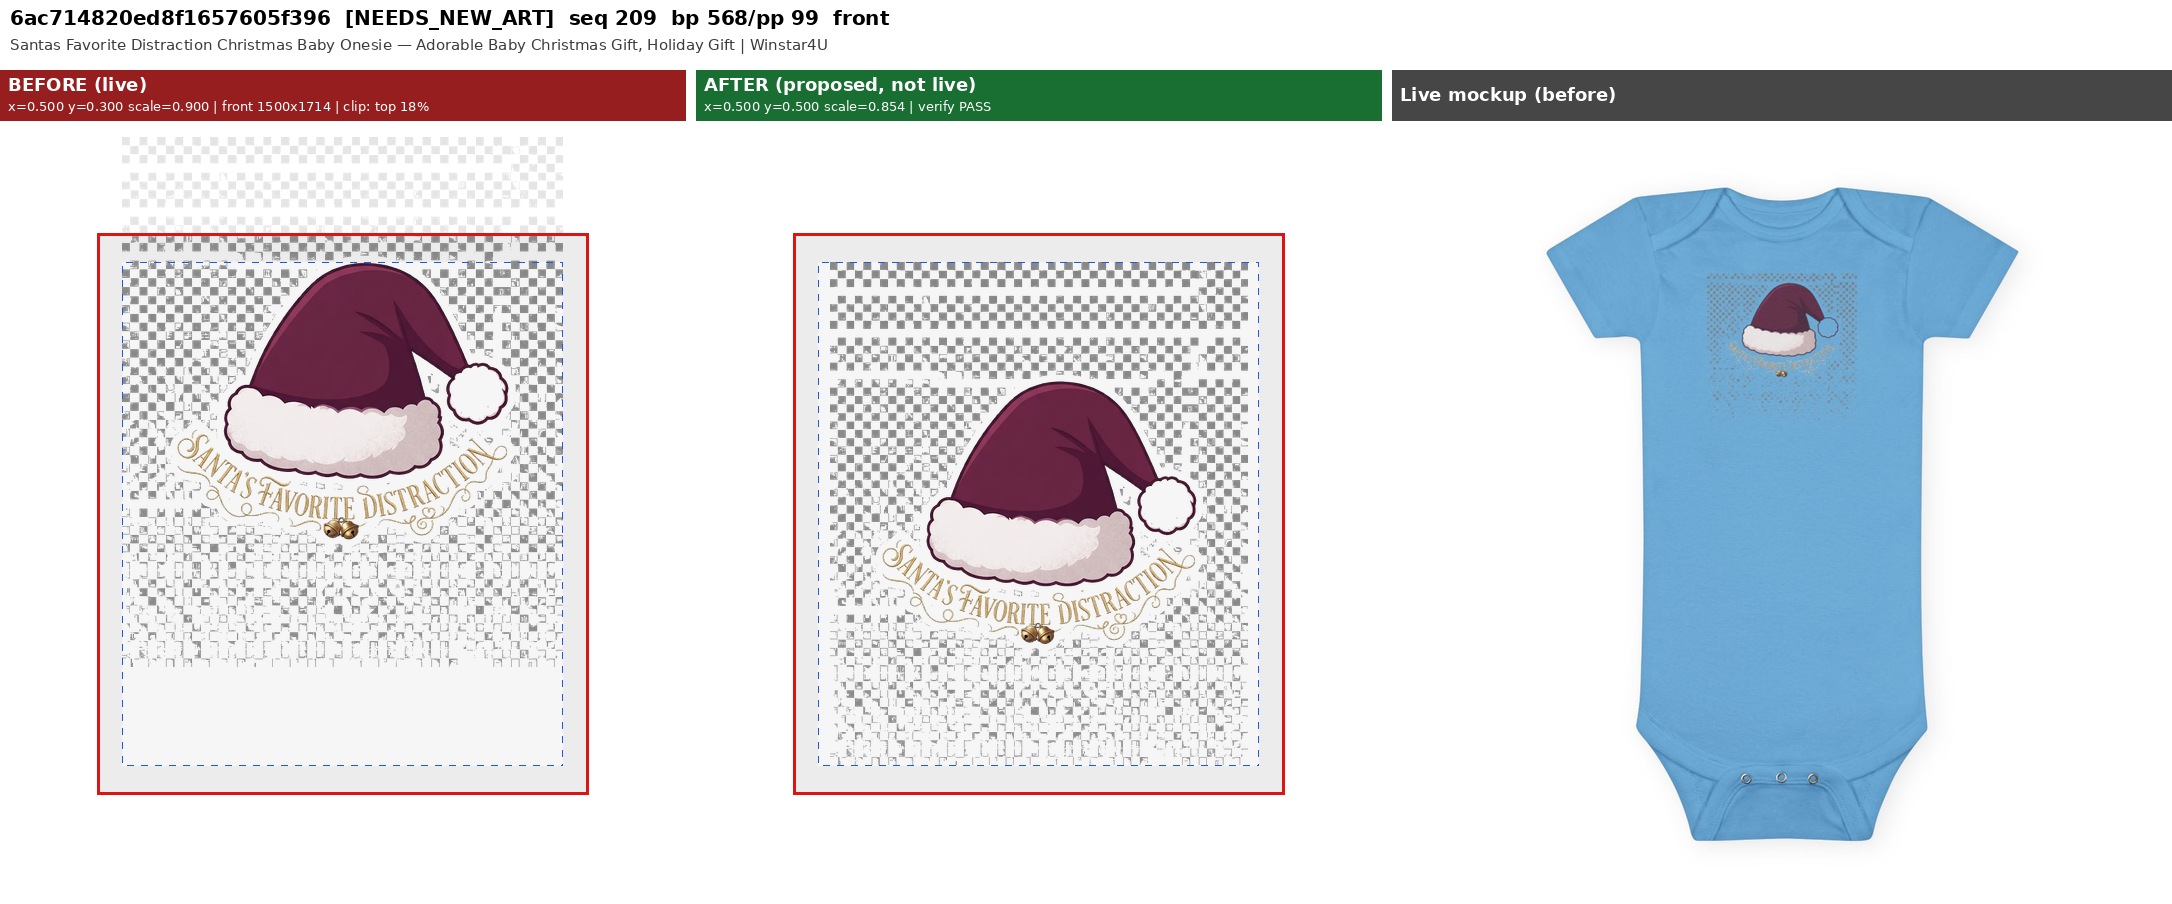 6ac714820ed8f1657605f396 [NEEDS_NEW_ART] seq 209 bp 568/pp 99 front
Santas Favorite Distraction Christmas Baby Onesie — Adorable Baby Christmas Gift, Holiday Gift | Winstar4U
BEFORE (live)
x=0.500 y=0.300 scale=0.900 | front 1500x1714 | clip: top 18%
AFTER (proposed, not live)
x=0.500 y=0.500 scale=0.854 | verify PASS
Live mockup (before)
SANTA'S FAVORITE DISTRACTION
SANTA'S FAVORITE DISTRACTION
SANTA'S FAVORITE DISTRACTION